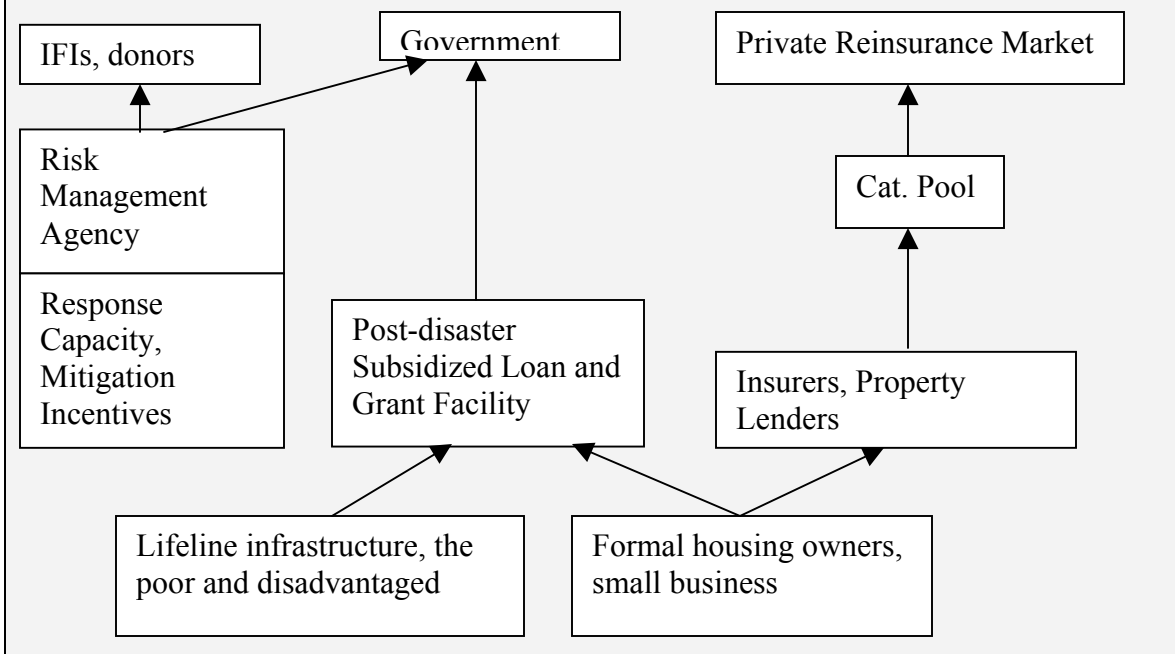 IFIs, donors
Government
Private Reinsurance Market
Risk
Management
Agency
Cat. Pool
Response
Capacity,
Mitigation
Incentives
Post-disaster
Subsidized Loan and
Grant Facility
Insurers, Property
Lenders
Lifeline infrastructure, the
poor and disadvantaged
Formal housing owners,
small business